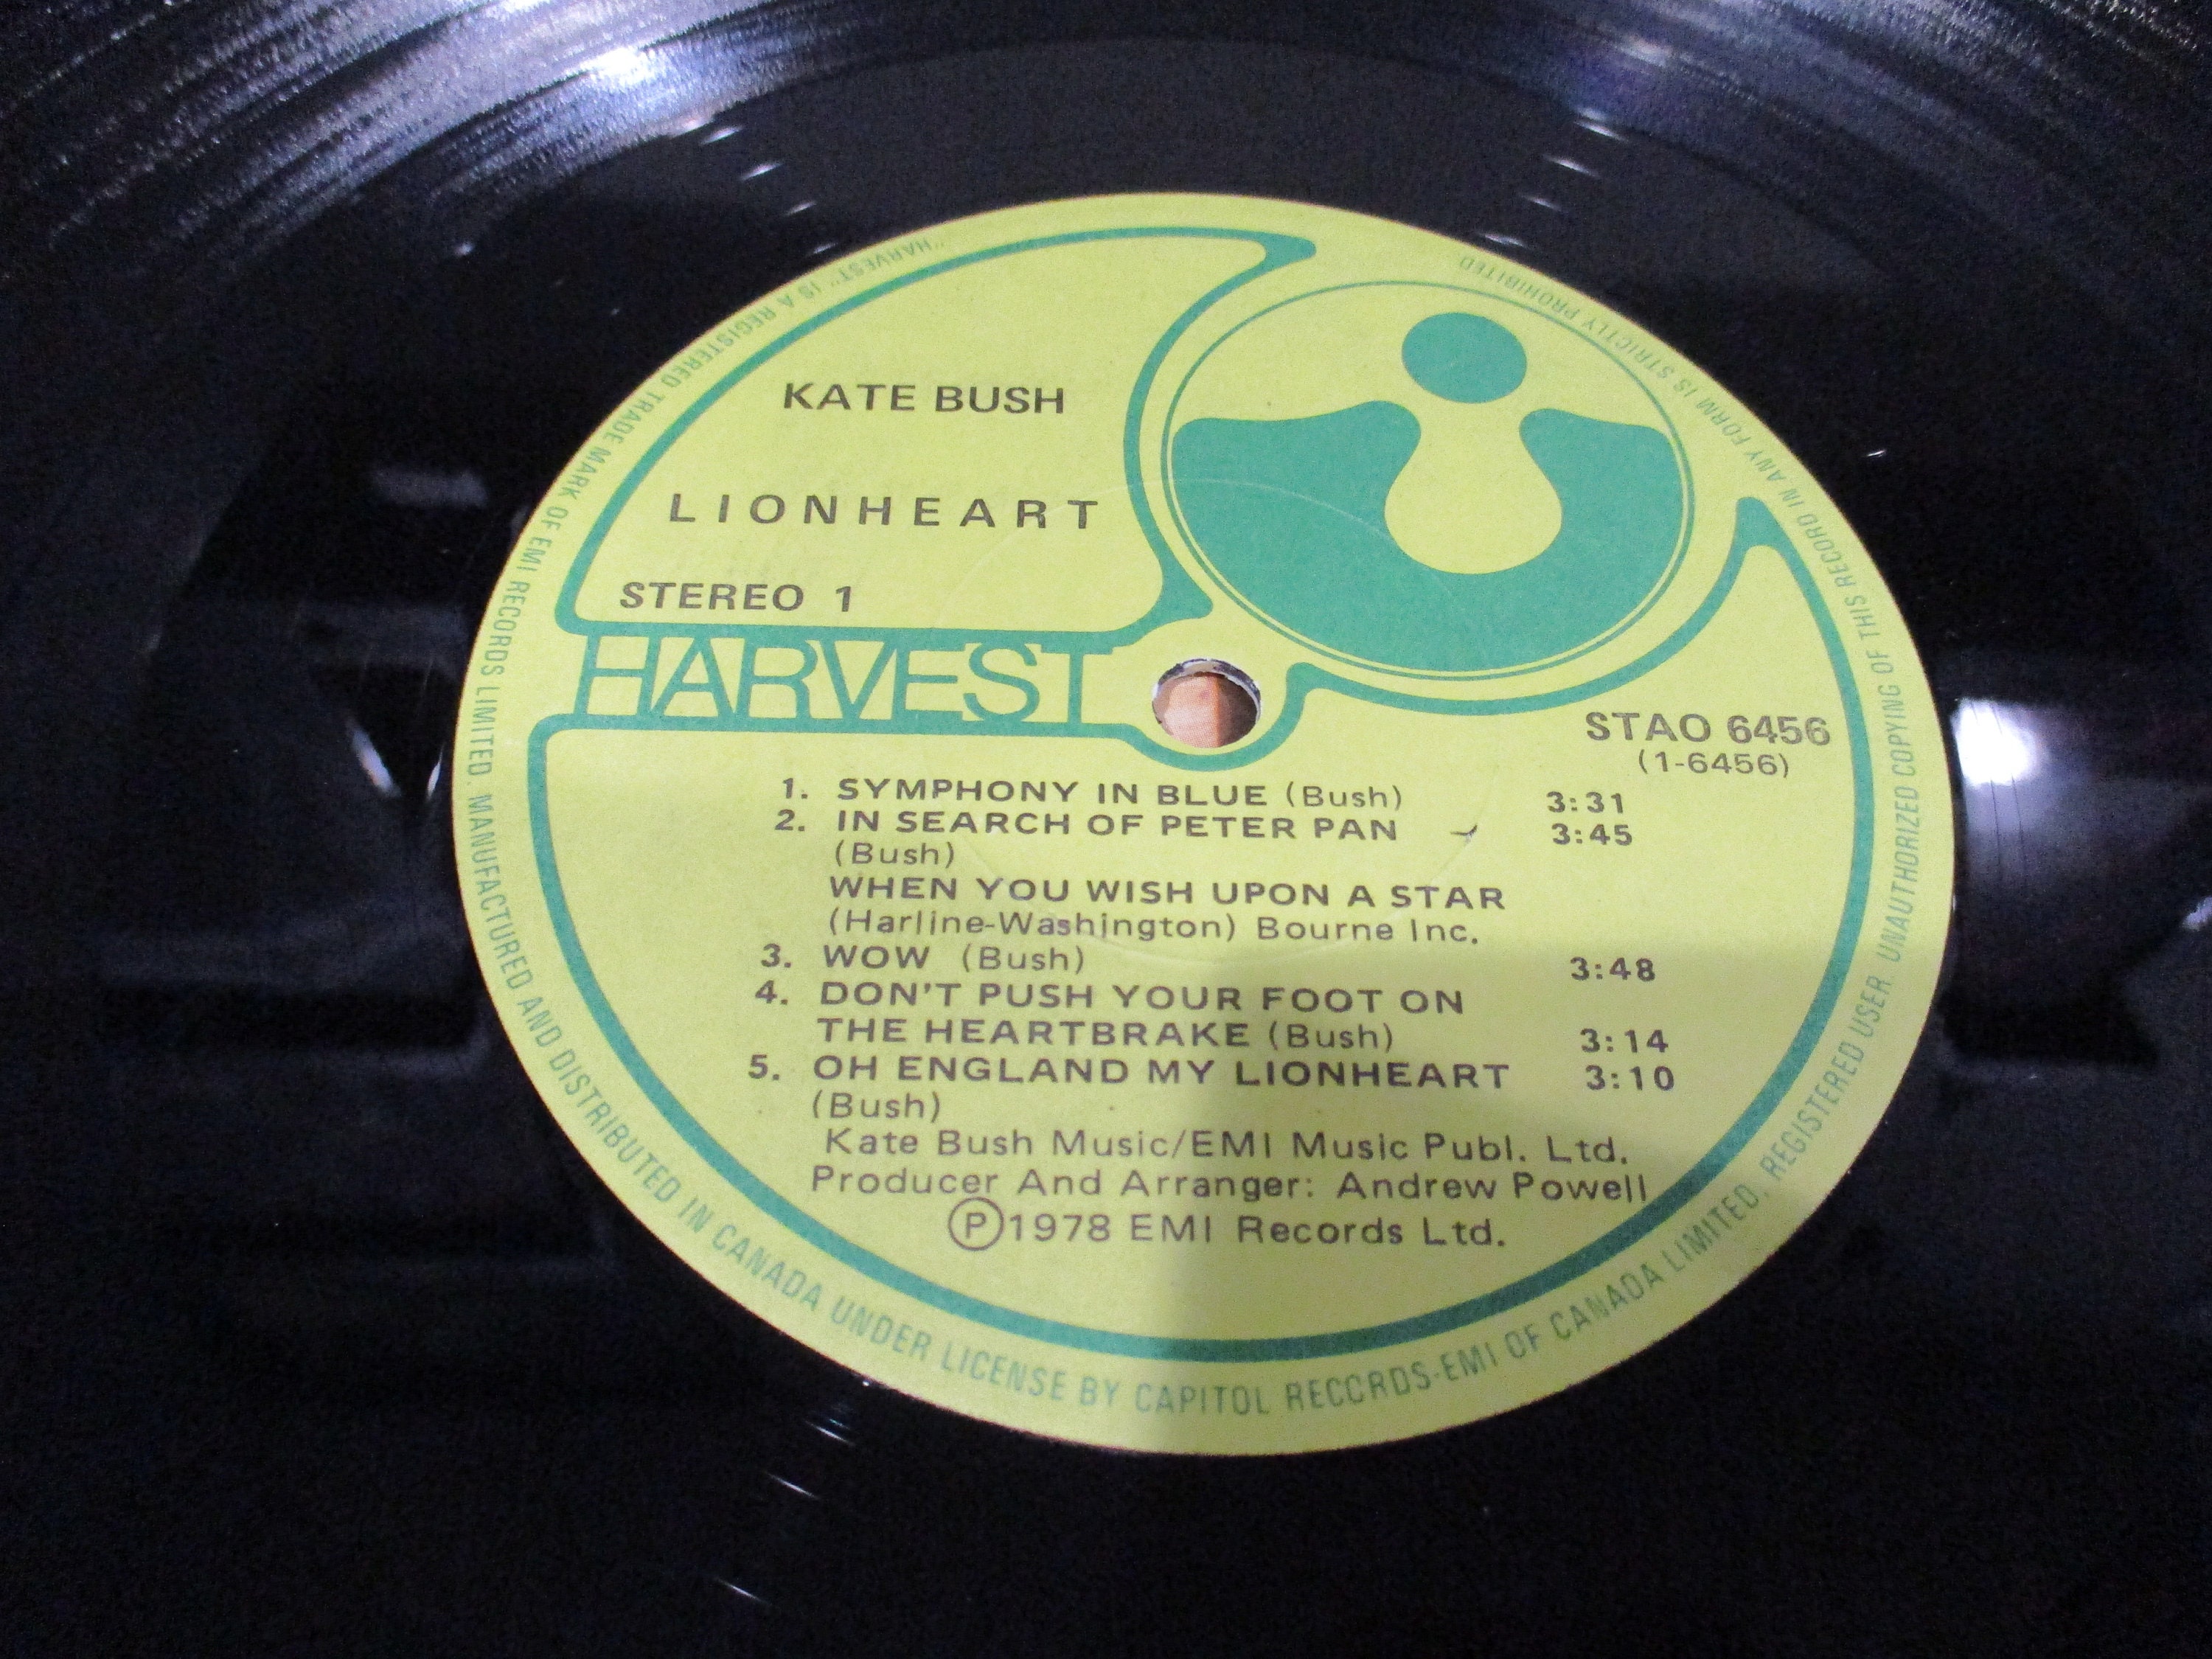 KATE BUSH
LIONHEART
STEREO 1
HARVEST
STAO 6456
(1-6456)
1. SYMPHONY IN BLUE (Bush) 3:31
2. IN SEARCH OF PETER PAN 3:45
(Bush)
WHEN YOU WISH UPON A STAR
(Harline-Washington) Bourne Inc.
3. WOW (Bush) 3:48
4. DON'T PUSH YOUR FOOT ON
THE HEARTBRAKE (Bush) 3:14
5. OH ENGLAND MY LIONHEART 3:10
(Bush)
Kate Bush Music/EMI Music Publ. Ltd.
Producer And Arranger: Andrew Powell
Ⓟ1978 EMI Records Ltd.
"HARVEST" IS A REGISTERED TRADE MARK OF EMI RECORDS LIMITED. MANUFACTURED AND DISTRIBUTED IN CANADA UNDER LICENSE BY CAPITOL RECORDS-EMI OF CANADA LIMITED, REGISTERED USER. UNAUTHORIZED COPYING OF THIS RECORD IN ANY FORM IS STRICTLY PROHIBITED